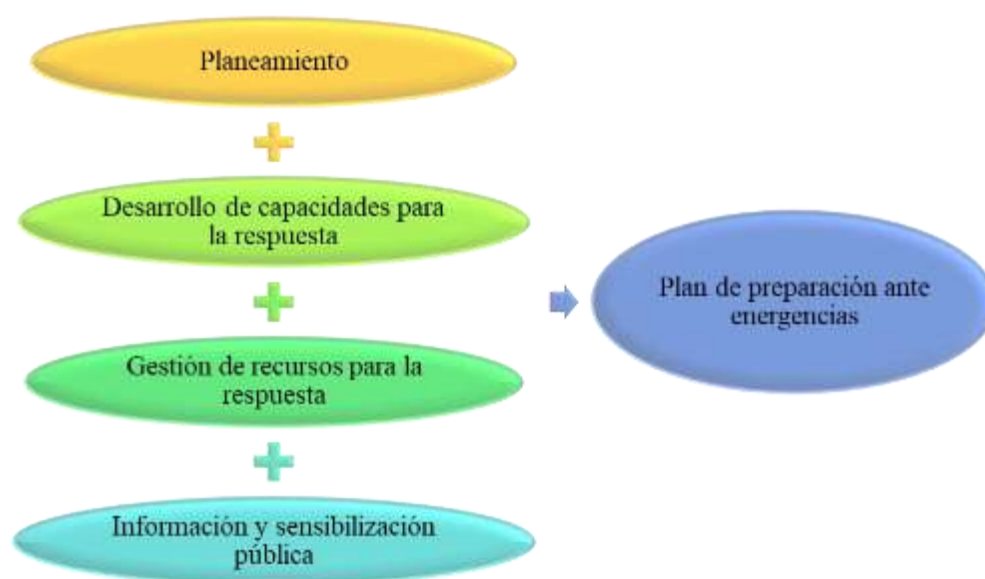 Planeamiento
Desarrollo de capacidades para
la respuesta
Gestión de recursos para la
respuesta
Información y sensibilización
pública
Plan de preparación ante
energencias